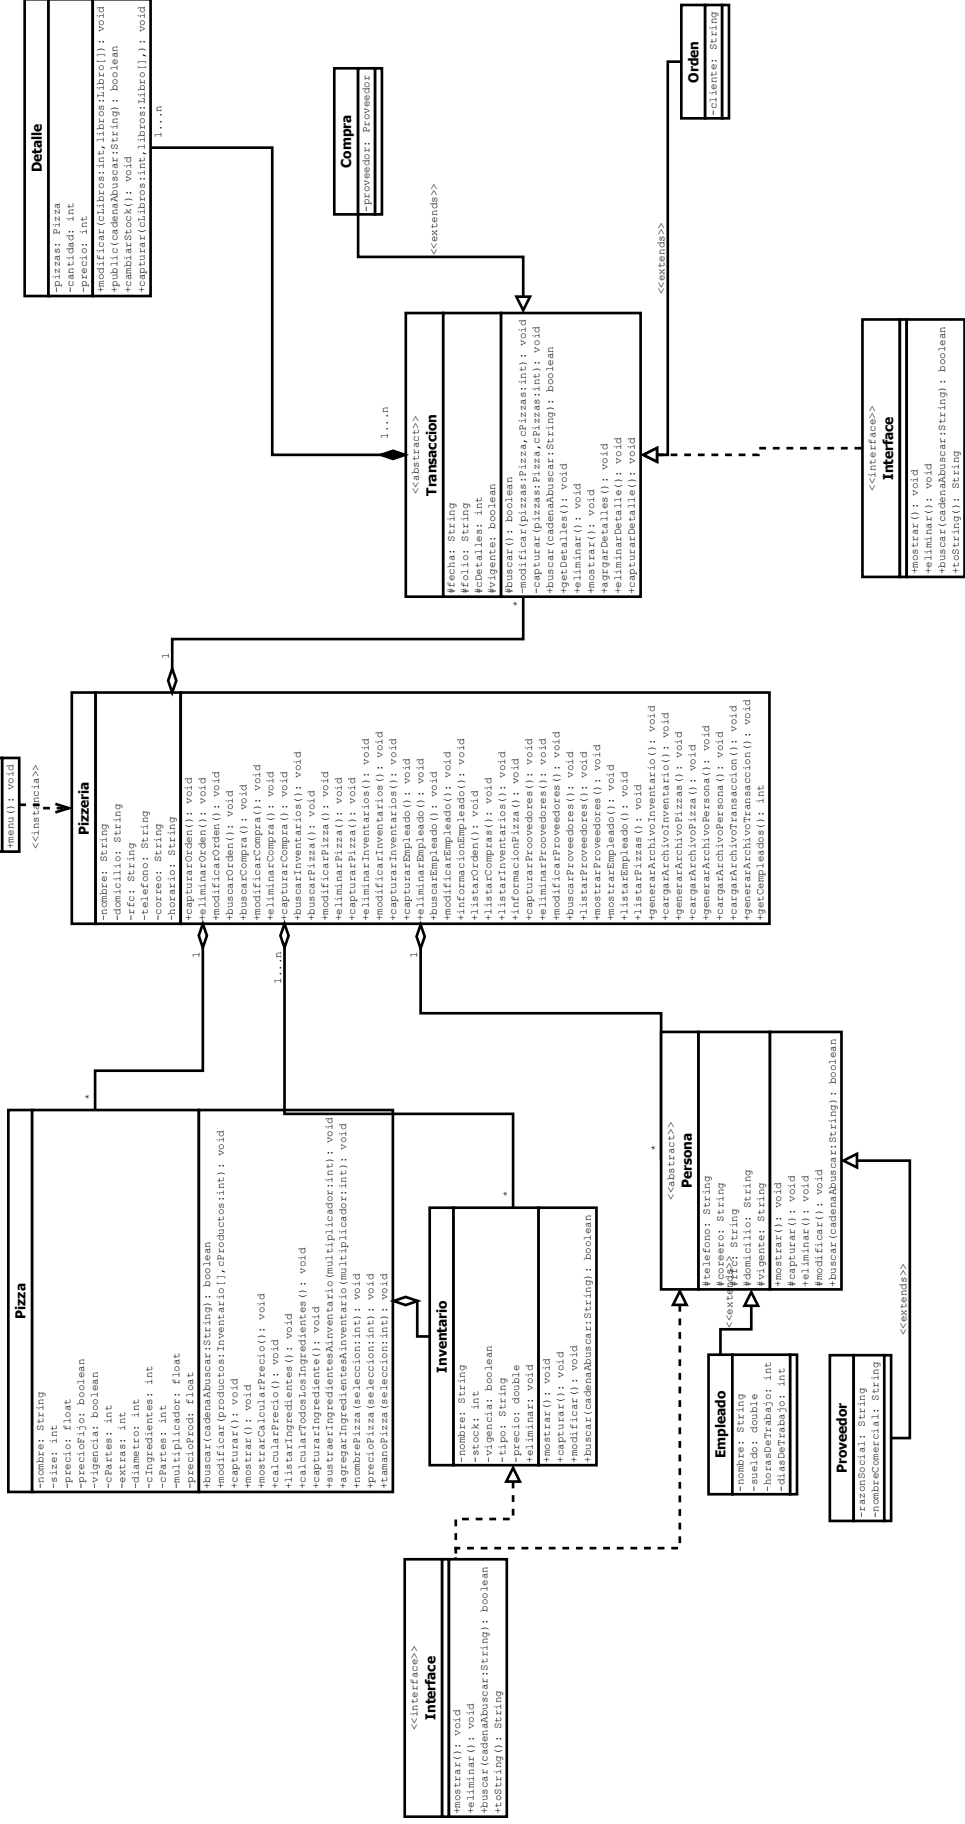 +menu(): void
<<instancia>>
Pizza
-nombre: String
-size: int
-precio: float
-precioFijo: boolean
-vigencia: boolean
-cPartes: int
-extras: int
-diametro: int
-cIngredientes: int
-cPartes: int
-multiplicador: float
-precioProd: float
+buscar(cadenaAbuscar:String): boolean
+modificar(productos:Inventario[],cProductos:int): void
+capturar(): void
+mostrar(): void
+mostrarCalcularPrecio(): void
+calcularPrecio(): void
+listarIngredientes(): void
+calcularTodosLosIngredientes(): void
+capturarIngrediente(): void
+sustraerIngredientesAinventario(multiplicador:int): void
+agregarIngredientesAinventario(multiplicador:int): void
+nombrePizza(seleccion:int): void
+precioPizza(seleccion:int): void
+tamanoPizza(seleccion:int): void
*
1
Pizzeria
-nombre: String
-domicilio: String
-rfc: String
-telefono: String
-correo: String
-horario: String
+capturarOrden(): void
+eliminarOrden(): void
+modificarOrden(): void
+buscarOrden(): void
+buscarCompra(): void
+modificarCompra(): void
+eliminarCompra(): void
+capturarCompra(): void
+buscarInventarios(): void
+buscarPizza(): void
+modificarPizza(): void
+eliminarPizza(): void
+capturarPizza(): void
+eliminarInventarios(): void
+modificarInventarios(): void
+capturarInventarios(): void
+capturarEmpleado(): void
+eliminarEmpleado(): void
+buscarEmpleado(): void
+modificarEmpleado(): void
+informacionEmpleado(): void
+listarOrden(): void
+listarCompras(): void
+listarInventarios(): void
+informacionPizza(): void
+capturarProovedores(): void
+eliminarProovedores(): void
+modificarProveedores(): void
+buscarProveedores(): void
+listarProveedores(): void
+mostrarProveedores(): void
+mostrarEmpleado(): void
+listarEmpleado(): void
+listarPizzas(): void
+generarArchivoInventario(): void
+cargarArchivoInventario(): void
+generarArchivoPizzas(): void
+cargarArchivoPizza(): void
+generarArchivoPersona(): void
+cargarArchivoPersona(): void
+cargarArchivoTransaccion(): void
+generarArchivoTransaccion(): void
+getCempleados(): int
1
1...n
1
*
Detalle
-pizzas: Pizza
-cantidad: int
-precio: int
+modificar(cLibros:int,libros:Libro[]): void
+public(cadenaAbuscar:String): boolean
+cambiarStock(): void
+capturar(cLibros:int,libros:Libro[],): void
1...n
1...n
Compra
-proveedor: Proveedor
<<extends>>
Orden
-cliente: String
<<extends>>
<<abstract>>
Transaccion
#fecha: String
#folio: String
#cDetalles: int
#vigente: boolean
#buscar(): boolean
-modificar(pizzas:Pizza,cPizzas:int): void
-capturar(pizzas:Pizza,cPizzas:int): void
+buscar(cadenaAbuscar:String): boolean
+getDetalles(): void
+eliminar(): void
+mostrar(): void
+agrgarDetalles(): void
+eliminarDetalle(): void
+capturarDetalle(): void
<<interface>>
Interface
+mostrar(): void
+eliminar(): void
+buscar(cadenaAbuscar:String): boolean
+toString(): String
*
Inventario
-nombre: String
-stock: int
-vigencia: boolean
-tipo: String
-precio: double
+eliminar: void
+mostrar(): void
+capturar(): void
+modificar(): void
+buscar(cadenaAbuscar:String): boolean
*
<<abstract>>
Persona
#telefono: String
#coreero: String
#rfc: String
#domicilio: String
#vigente: String
+mostrar(): void
#capturar(): void
+eliminar(): void
#modificar(): void
+buscar(cadenaAbuscar:String): boolean
<<interface>>
Interface
+mostrar(): void
+eliminar(): void
+buscar(cadenaAbuscar:String): boolean
+toString(): String
Empleado
-nombre: String
-sueldo: double
-horasDeTrabajo: int
-diasDeTrabajo: int
<<extends>>
Proveedor
-razonSocial: String
-nombreComercial: String
<<extends>>